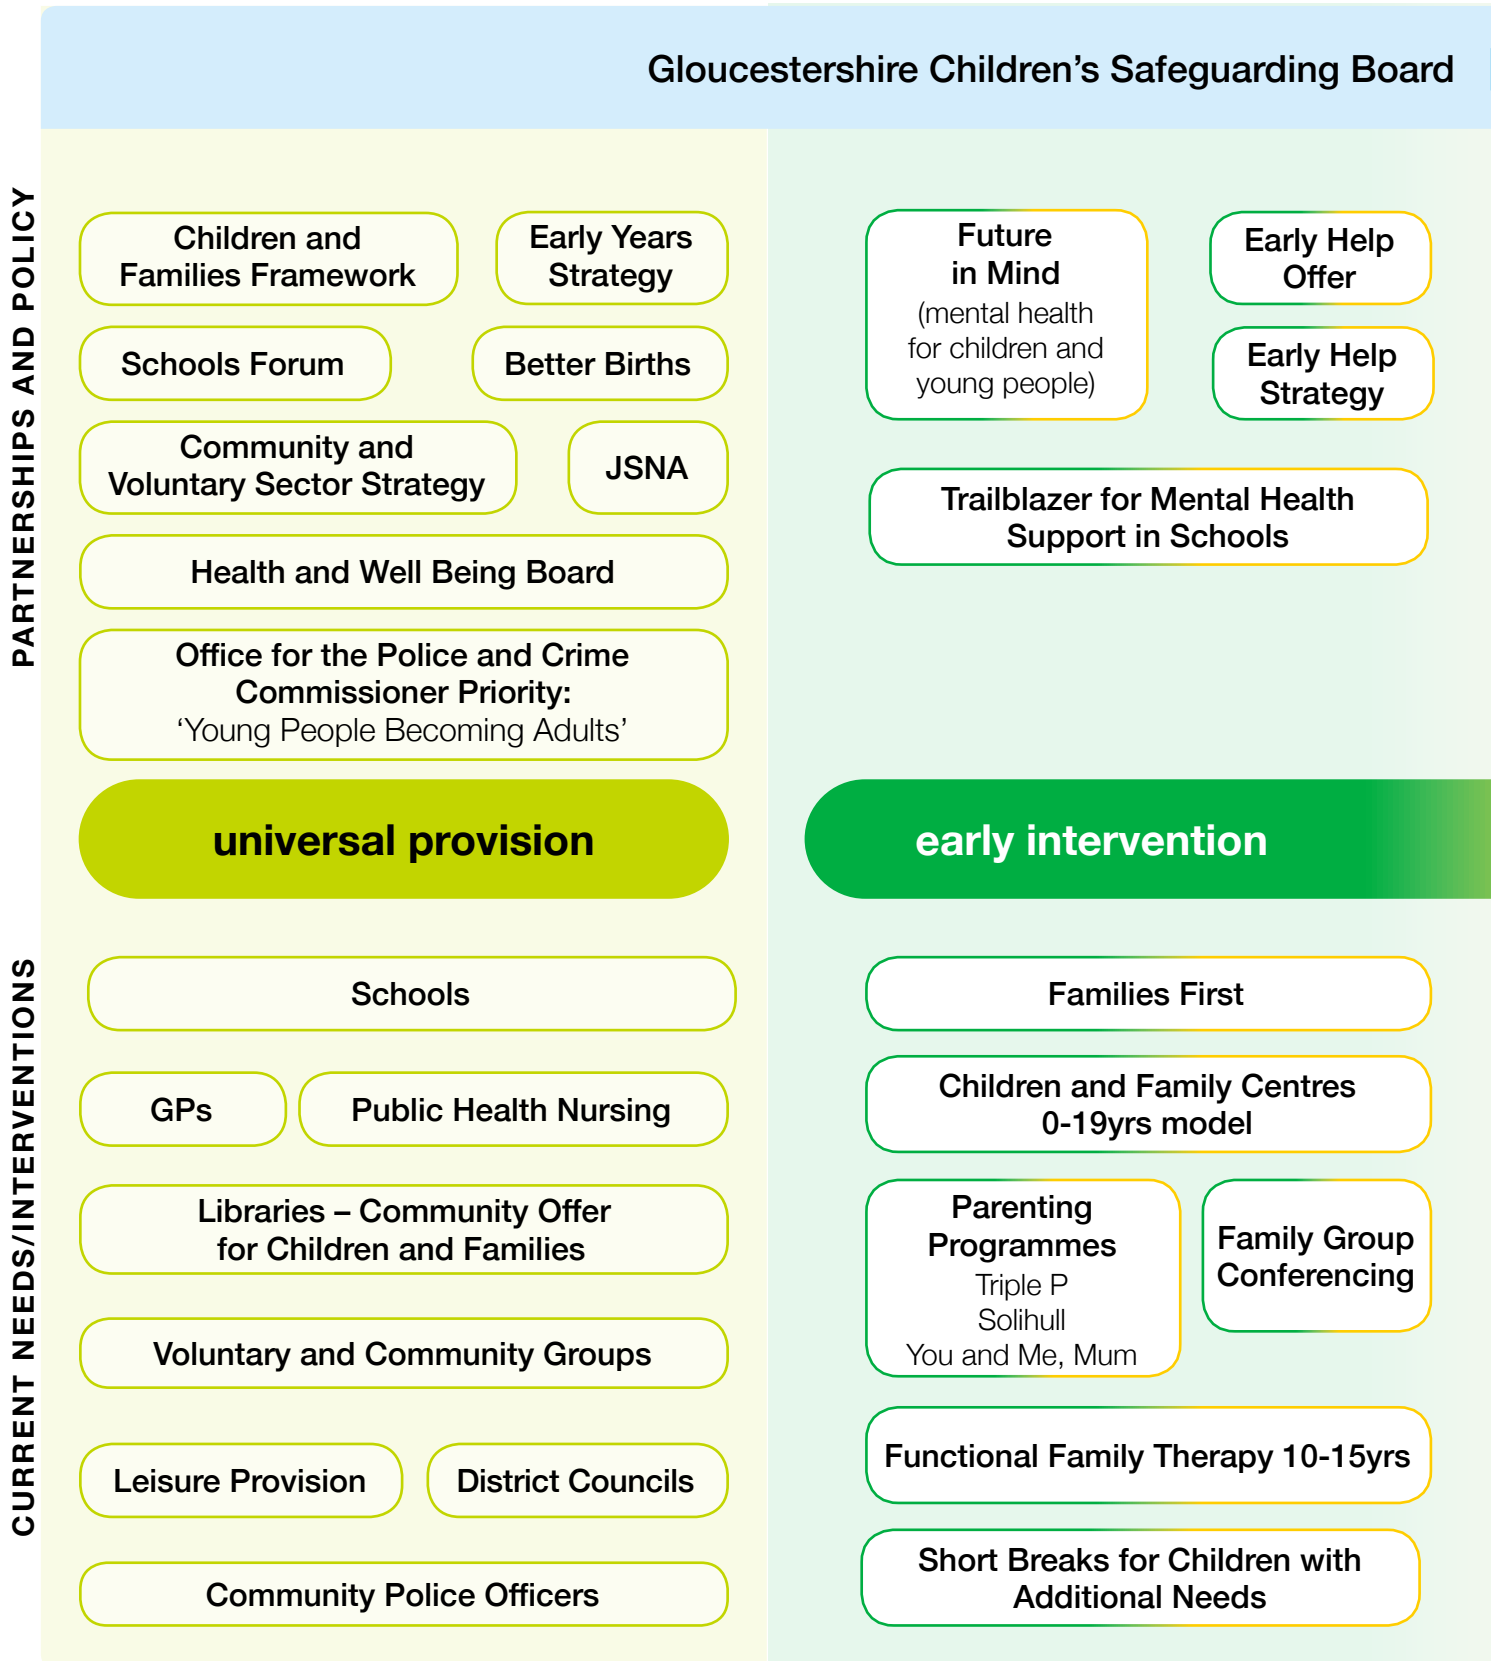 Gloucestershire Children’s Safeguarding Board
PARTNERSHIPS AND POLICY
Children and
Families Framework
Early Years
Strategy
Schools Forum
Better Births
Community and
Voluntary Sector Strategy
JSNA
Health and Well Being Board
Office for the Police and Crime
Commissioner Priority:
‘Young People Becoming Adults’
Future
in Mind
(mental health
for children and
young people)
Early Help
Offer
Early Help
Strategy
Trailblazer for Mental Health
Support in Schools
universal provision
early intervention
CURRENT NEEDS/INTERVENTIONS
Schools
GPs
Public Health Nursing
Libraries – Community Offer
for Children and Families
Voluntary and Community Groups
Leisure Provision
District Councils
Community Police Officers
Families First
Children and Family Centres
0-19yrs model
Parenting
Programmes
Triple P
Solihull
You and Me, Mum
Family Group
Conferencing
Functional Family Therapy 10-15yrs
Short Breaks for Children with
Additional Needs